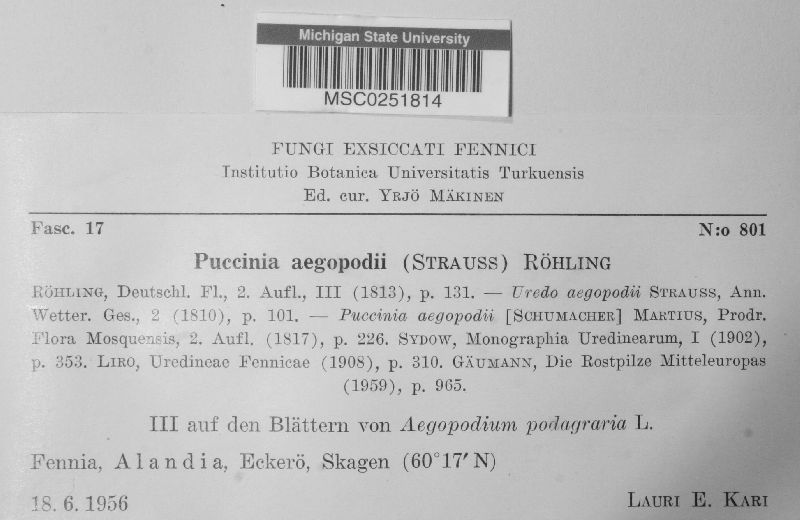 Michigan State University
MSC0251814
FUNGI EXSICCATI FENNICI
Institutio Botanica Universitatis Turkuensis
Ed. cur. YRJÖ MÄKINEN
Fasc. 17 N:o 801
Puccinia aegopodii (STRAUSS) RÖHLING
RÖHLING, Deutschl. Fl., 2. Aufl., III (1813), p. 131. — Uredo aegopodii STRAUSS, Ann.
Wetter. Ges., 2 (1810), p. 101. — Puccinia aegopodii [SCHUMACHER] MARTIUS, Prodr.
Flora Mosquensis, 2. Aufl. (1817), p. 226. SYDOW, Monographia Uredinearum, I (1902),
p. 353. LIRO, Uredineae Fennicae (1908), p. 310. GÄUMANN, Die Rostpilze Mitteleuropas
(1959), p. 965.
III auf den Blättern von Aegopodium podagraria L.
Fennia, Alandia, Eckerö, Skagen (60°17′ N)
18. 6. 1956 LAURI E. KARI